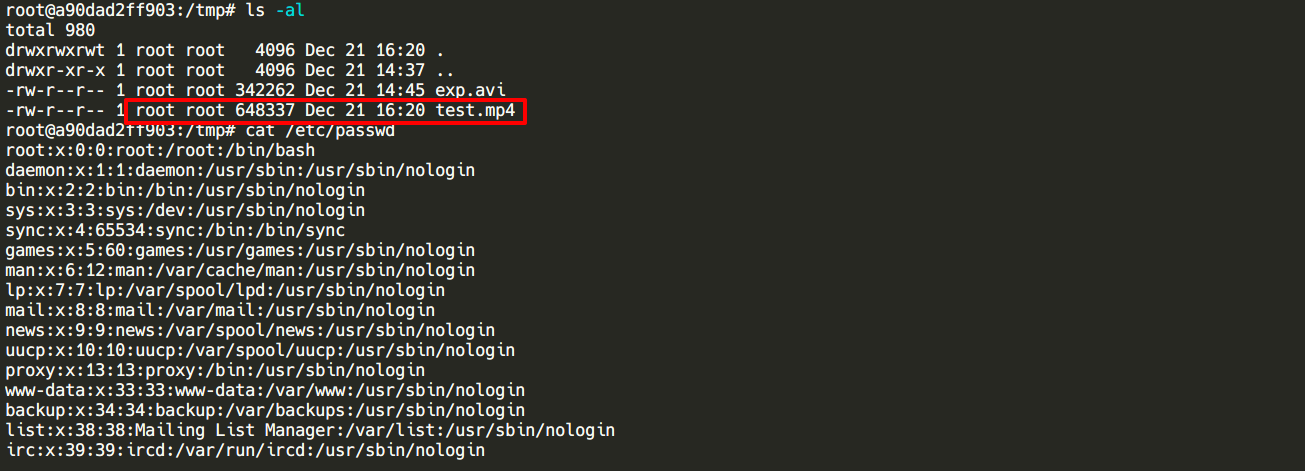 root@a90dad2ff903:/tmp# ls -al
total 980
drwxrwxrwt 1 root root   4096 Dec 21 16:20 .
drwxr-xr-x 1 root root   4096 Dec 21 14:37 ..
-rw-r--r-- 1 root root 342262 Dec 21 14:45 exp.avi
-rw-r--r-- 1 root root 648337 Dec 21 16:20 test.mp4
root@a90dad2ff903:/tmp# cat /etc/passwd
root:x:0:0:root:/root:/bin/bash
daemon:x:1:1:daemon:/usr/sbin:/usr/sbin/nologin
bin:x:2:2:bin:/bin:/usr/sbin/nologin
sys:x:3:3:sys:/dev:/usr/sbin/nologin
sync:x:4:65534:sync:/bin:/bin/sync
games:x:5:60:games:/usr/games:/usr/sbin/nologin
man:x:6:12:man:/var/cache/man:/usr/sbin/nologin
lp:x:7:7:lp:/var/spool/lpd:/usr/sbin/nologin
mail:x:8:8:mail:/var/mail:/usr/sbin/nologin
news:x:9:9:news:/var/spool/news:/usr/sbin/nologin
uucp:x:10:10:uucp:/var/spool/uucp:/usr/sbin/nologin
proxy:x:13:13:proxy:/bin:/usr/sbin/nologin
www-data:x:33:33:www-data:/var/www:/usr/sbin/nologin
backup:x:34:34:backup:/var/backups:/usr/sbin/nologin
list:x:38:38:Mailing List Manager:/var/list:/usr/sbin/nologin
irc:x:39:39:ircd:/var/run/ircd:/usr/sbin/nologin